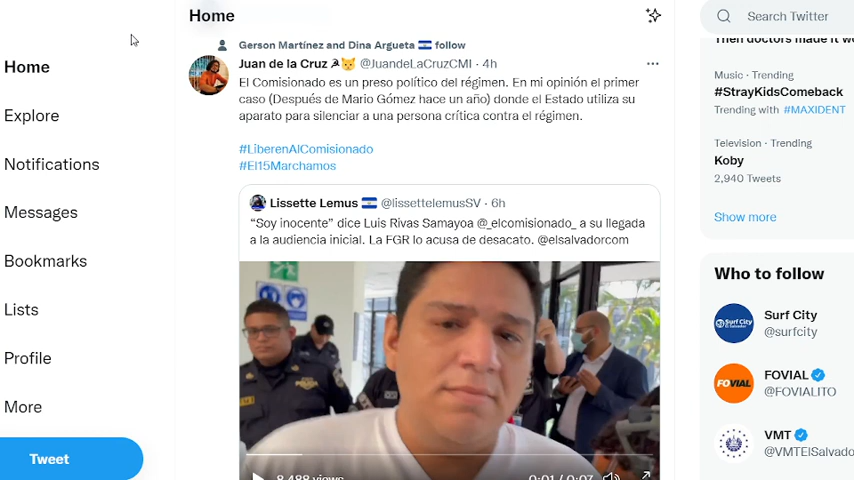 Home
Explore
Notifications
Messages
Bookmarks
Lists
Profile
More
Tweet
Home
Gerson Martínez and Dina Argueta 🇸🇻 follow
Juan de la Cruz ☭🐱 @JuandeLaCruzCMI · 4h
El Comisionado es un preso político del régimen. En mi opinión el primer
caso (Después de Mario Gómez hace un año) donde el Estado utiliza su
aparato para silenciar a una persona crítica contra el régimen.
#LiberenAlComisionado
#El15Marchamos
Lissette Lemus 🇸🇻 @lissettelemusSV · 6h
“Soy inocente” dice Luis Rivas Samayoa @_elcomisionado_ a su llegada
a la audiencia inicial. La FGR lo acusa de desacato. @elsalvadorcom
8,488 views
0:01 / 0:07
Search Twitter
Then doctors made it wo
Music · Trending
#StrayKidsComeback
Trending with #MAXIDENT
Television · Trending
Koby
2,940 Tweets
Show more
Who to follow
Surf City
Surf City
@surfcity
FOVIAL
FOVIAL
@FOVIALITO
VMT
@VMTElSalvado